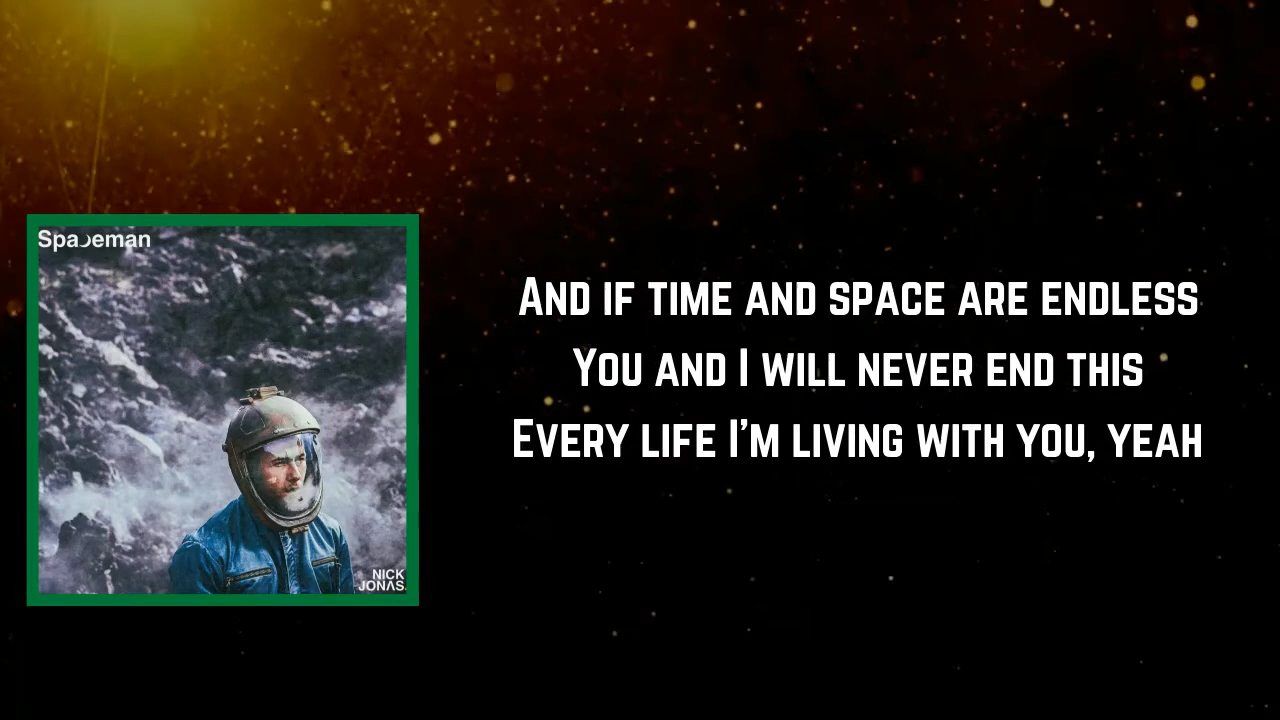 Spaceman
NICK
JONAS
And if time and space are endless
You and I will never end this
Every life I'm living with you, yeah